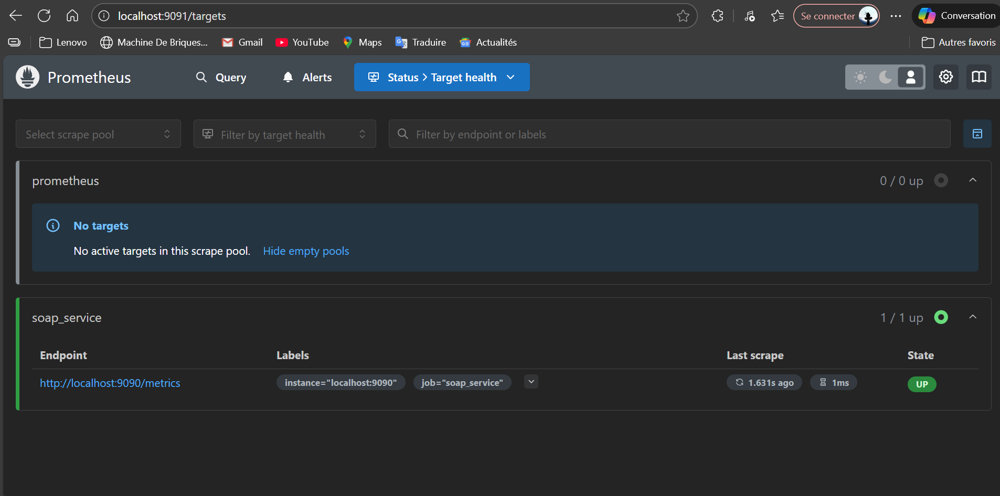 localhost:9091/targets
Se connecter
Conversation
Lenovo
Machine De Briques...
Gmail
YouTube
Maps
Traduire
Actualités
Autres favoris
Prometheus
Query
Alerts
Status > Target health
Select scrape pool
Filter by target health
Filter by endpoint or labels
prometheus
0 / 0 up
No targets
No active targets in this scrape pool. Hide empty pools
soap_service
1 / 1 up
Endpoint Labels Last scrape State
http://localhost:9090/metrics instance="localhost:9090" job="soap_service" 1.631s ago 1ms UP